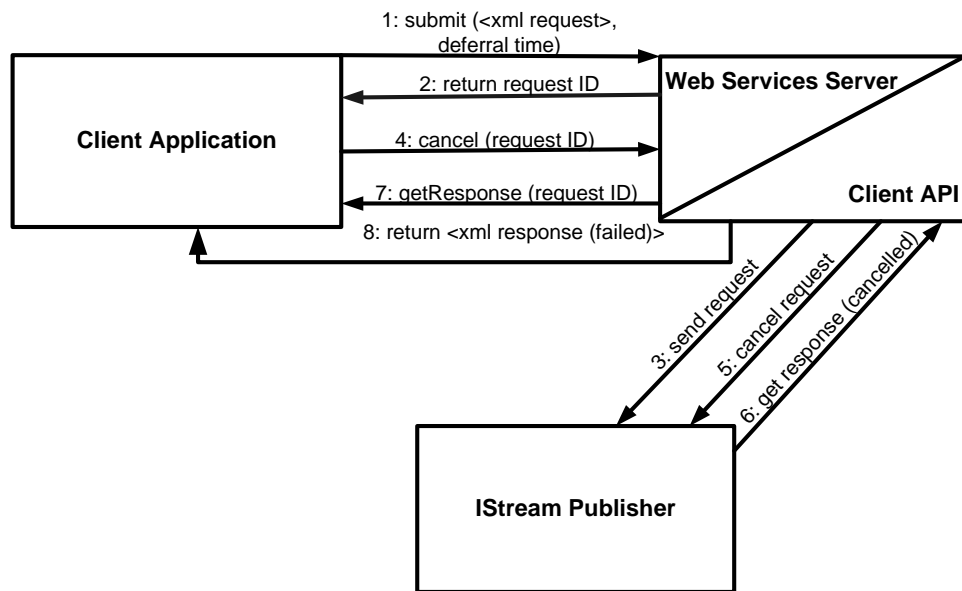 1: submit (<xml request>,
deferral time)
2: return request ID
Web Services Server
Client Application
4: cancel (request ID)
7: getResponse (request ID)
Client API
8: return <xml response (failed)>
3: send request
5: cancel request
6: get response (cancelled)
IStream Publisher